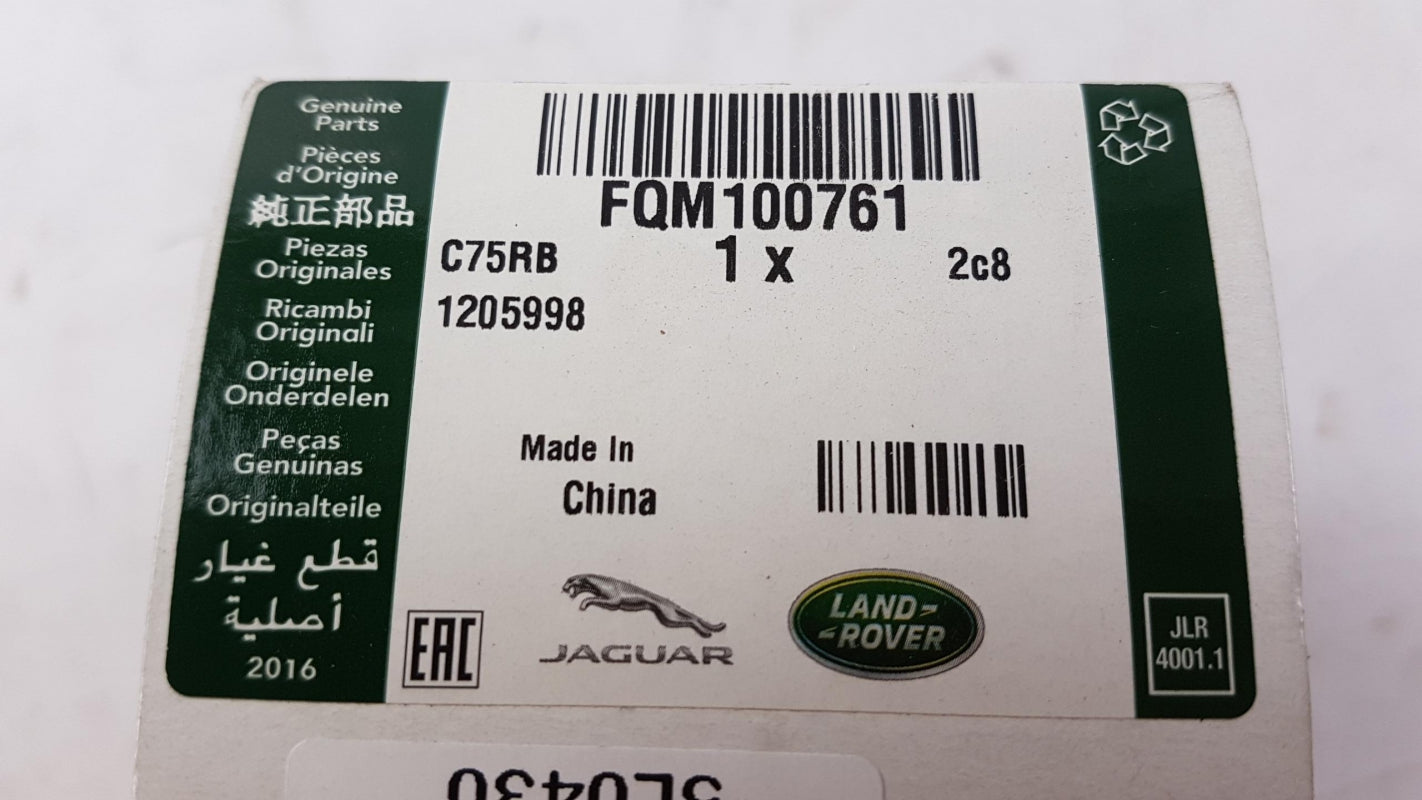 Genuine
Parts
Pièces
d'Origine
純正部品
Piezas
Originales
Ricambi
Originali
Originele
Onderdelen
Peças
Genuinas
Originalteile
قطع غيار
أصلية
2016
FQM100761
C75RB 1 x 2c8
1205998
Made In
China
EAC
JAGUAR
LAND-
-ROVER
JLR
4001.1